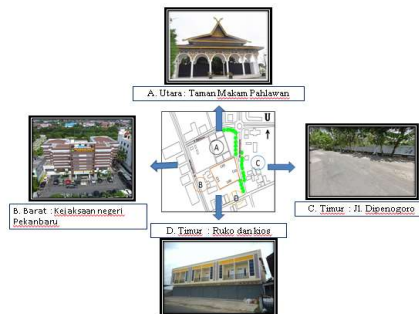 A. Utara : Taman Makam Pahlawan
U
A
C
B
D
B. Barat : Kejaksaan negeri
Pekanbaru
C. Timur : Jl. Dipenogoro
D. Timur : Ruko dan kios